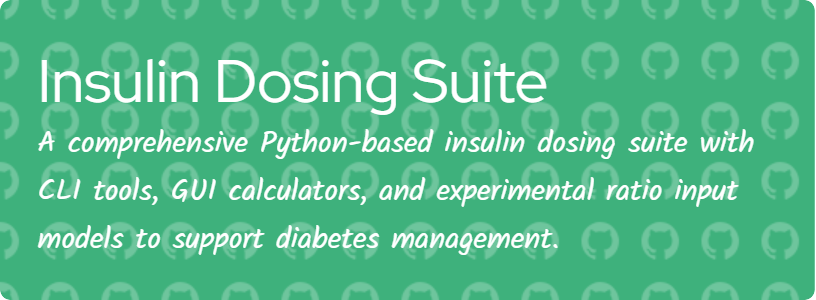 Insulin Dosing Suite
A comprehensive Python-based insulin dosing suite with
CLI tools, GUI calculators, and experimental ratio input
models to support diabetes management.